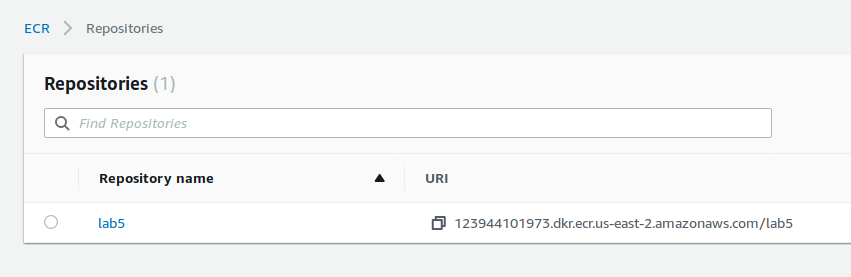 ECR > Repositories
Repositories (1)
Find Repositories
Repository name ▲ URI
lab5 123944101973.dkr.ecr.us-east-2.amazonaws.com/lab5